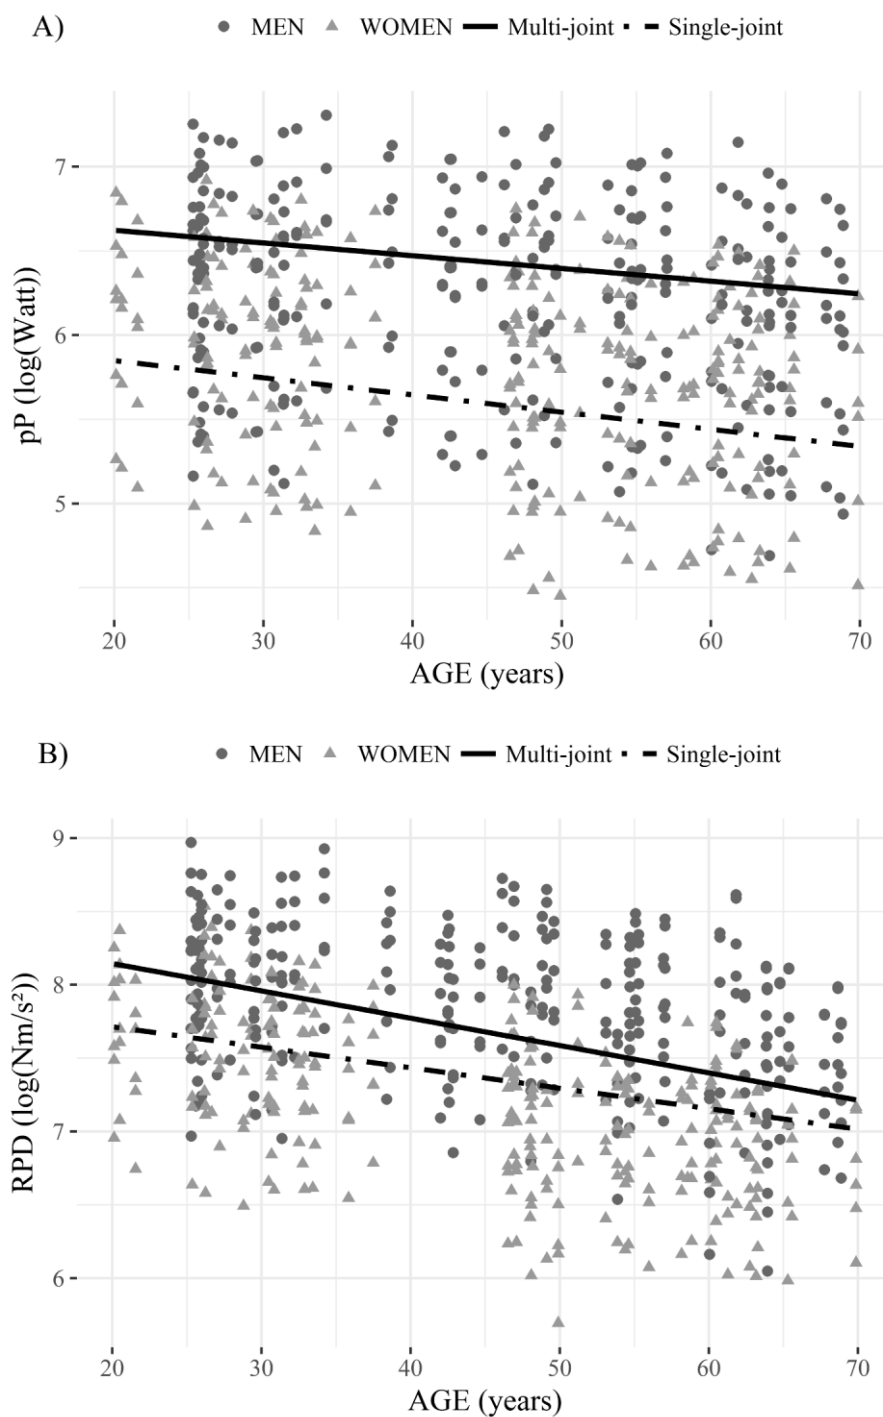 A) MEN WOMEN Multi-joint Single-joint
7
6
5
pP (log(Watt))
20 30 40 50 60 70
AGE (years)
B) MEN WOMEN Multi-joint Single-joint
9
8
7
6
RPD (log(Nm/s²))
20 30 40 50 60 70
AGE (years)